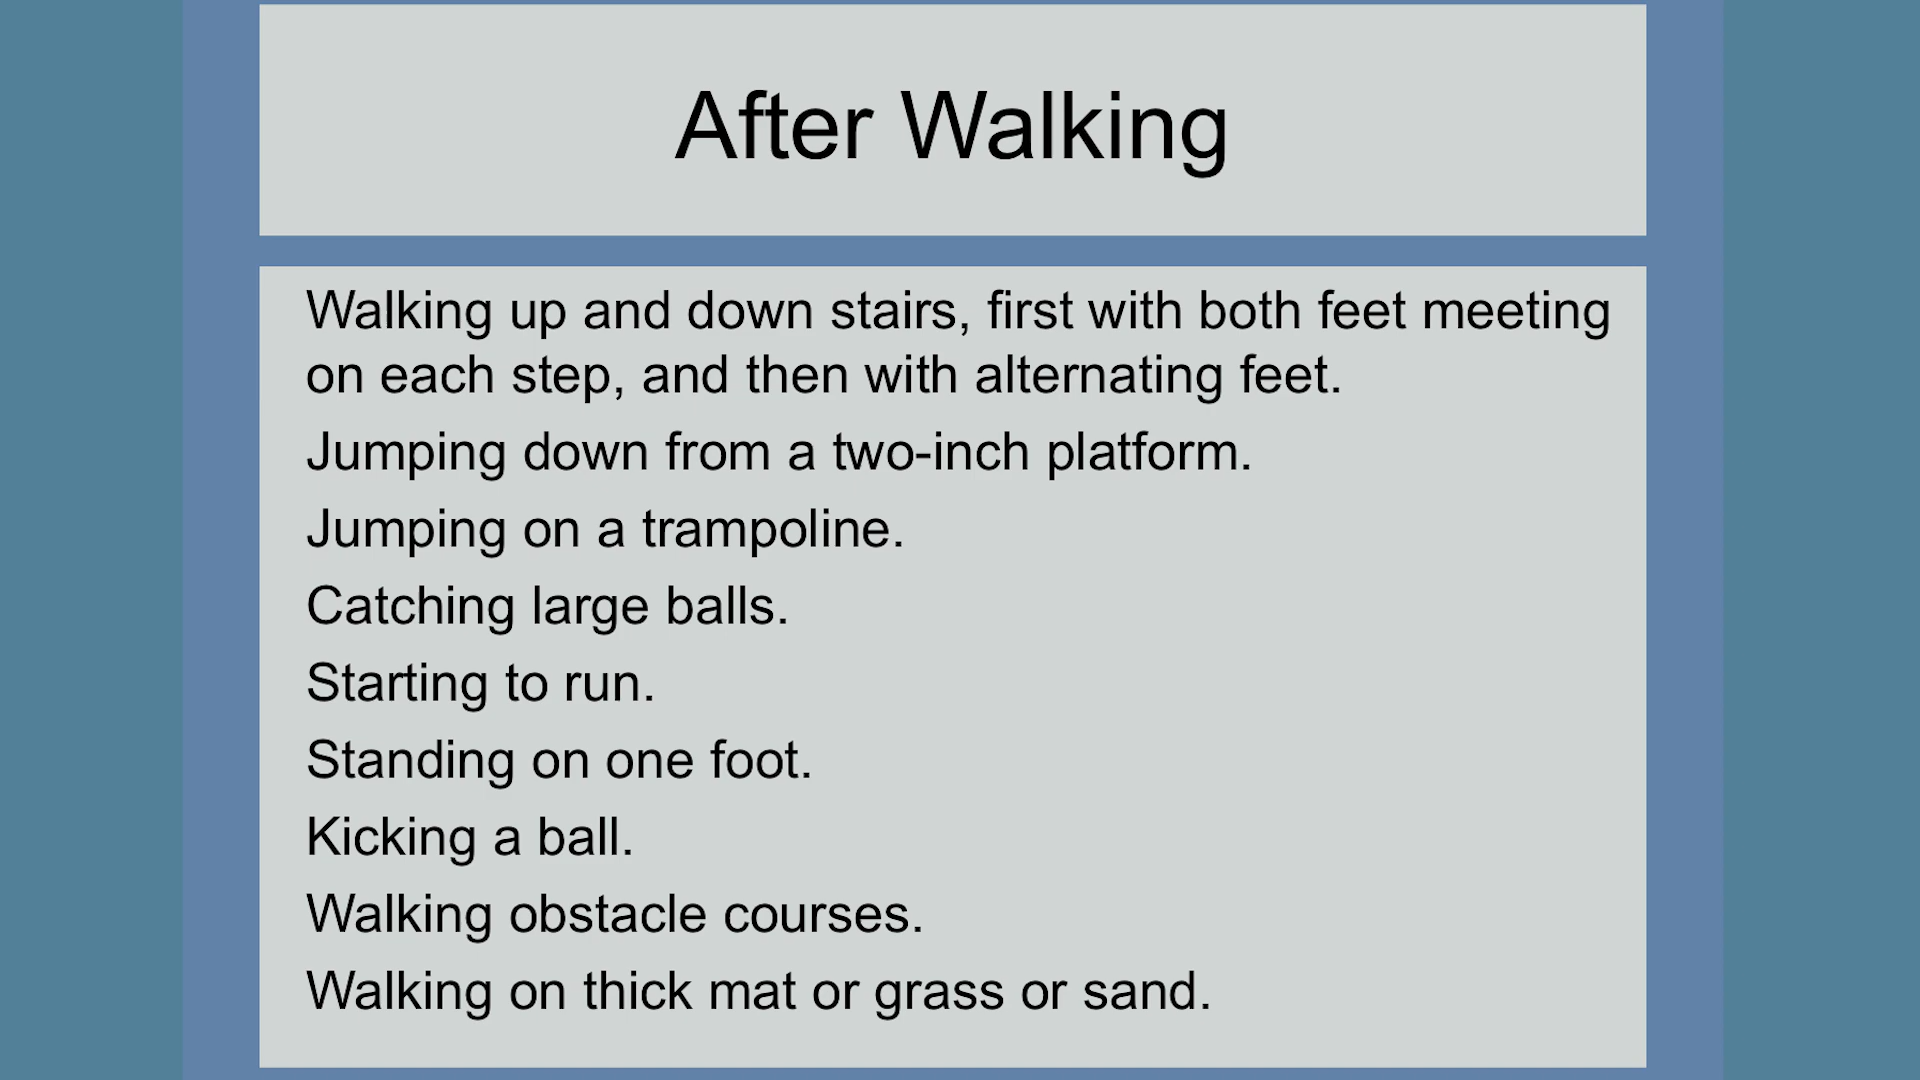 After Walking
Walking up and down stairs, first with both feet meeting
on each step, and then with alternating feet.
Jumping down from a two-inch platform.
Jumping on a trampoline.
Catching large balls.
Starting to run.
Standing on one foot.
Kicking a ball.
Walking obstacle courses.
Walking on thick mat or grass or sand.